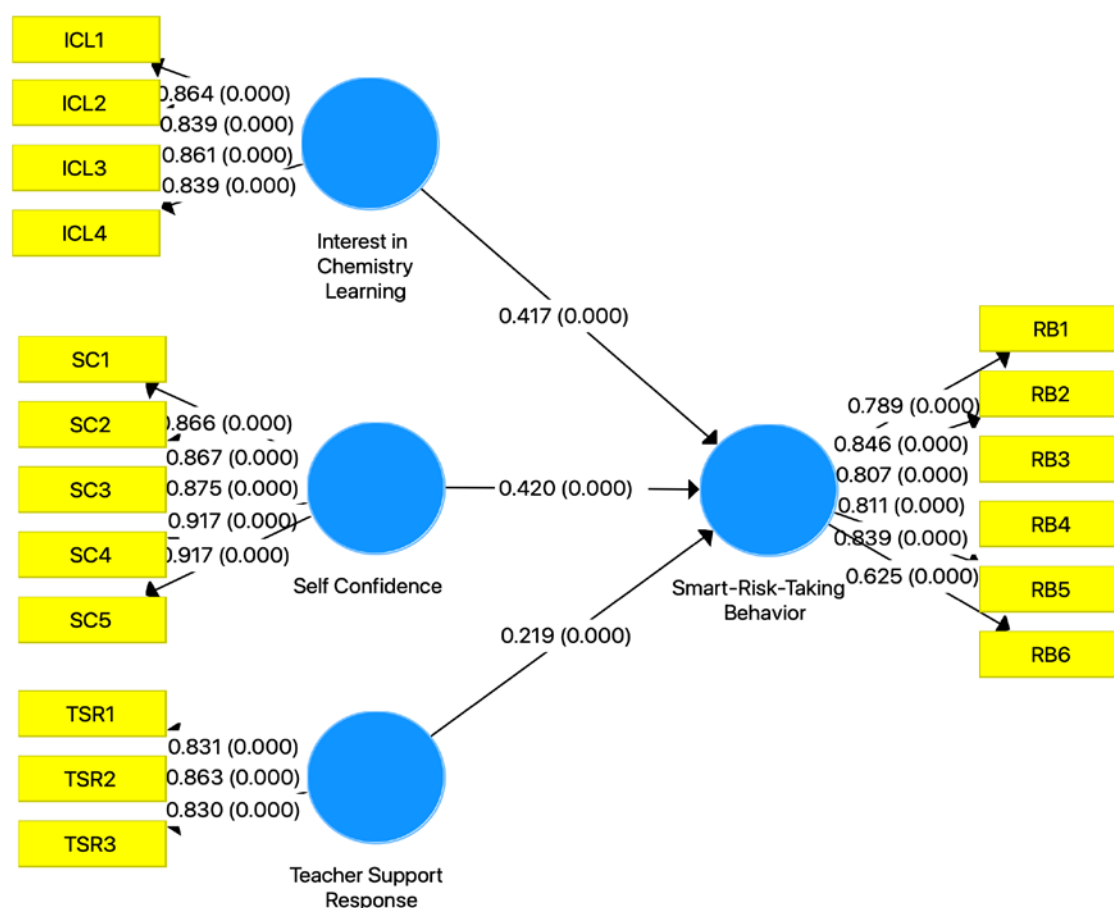 ICL1
ICL2
ICL3
ICL4
0.864 (0.000)
0.839 (0.000)
0.861 (0.000)
0.839 (0.000)
Interest in
Chemistry
Learning
0.417 (0.000)
SC1
SC2
SC3
SC4
SC5
0.866 (0.000)
0.867 (0.000)
0.875 (0.000)
0.917 (0.000)
0.917 (0.000)
Self Confidence
0.420 (0.000)
TSR1
TSR2
TSR3
0.831 (0.000)
0.863 (0.000)
0.830 (0.000)
Teacher Support
Response
0.219 (0.000)
Smart-Risk-Taking
Behavior
0.789 (0.000)
0.846 (0.000)
0.807 (0.000)
0.811 (0.000)
0.839 (0.000)
0.625 (0.000)
RB1
RB2
RB3
RB4
RB5
RB6